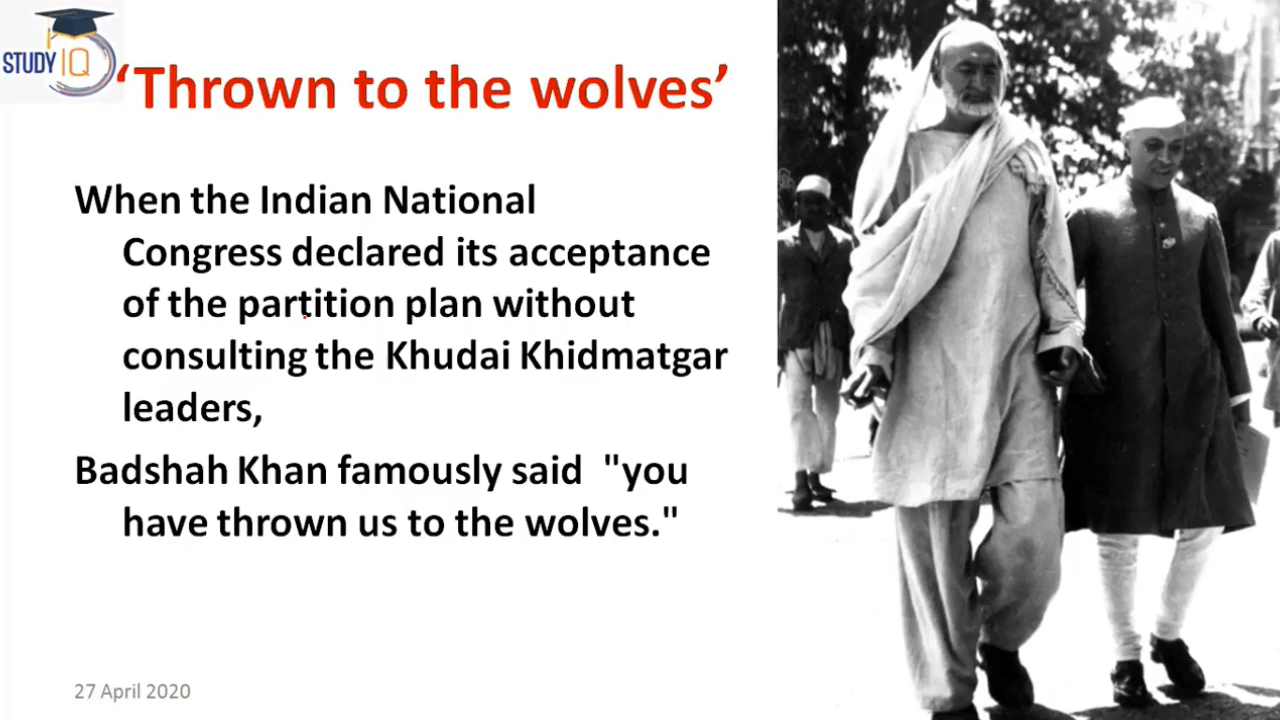 STUDY IQ
‘Thrown to the wolves’
When the Indian National
Congress declared its acceptance
of the partition plan without
consulting the Khudai Khidmatgar
leaders,
Badshah Khan famously said "you
have thrown us to the wolves."
27 April 2020